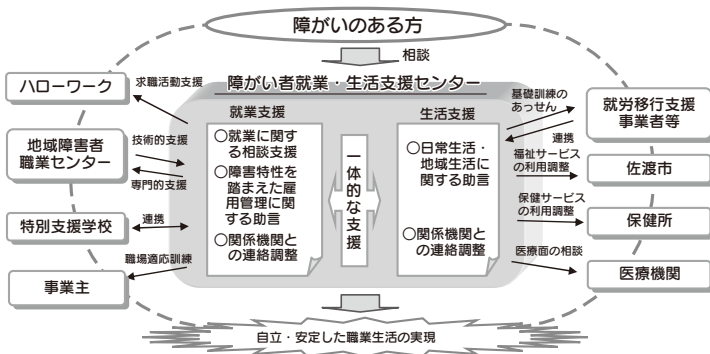 障がいのある方
相談
障がい者就業・生活支援センター
ハローワーク
求職活動支援
地域障害者
職業センター
技術的支援
専門的支援
特別支援学校
連携
事業主
職場適応訓練
就業支援
○就業に関す
る相談支援
○障害特性を
踏まえた雇
用管理に関
する助言
○関係機関と
の連絡調整
一体的な支援
生活支援
○日常生活・
地域生活に
関する助言
○関係機関と
の連絡調整
基礎訓練の
あっせん
連携
就労移行支援
事業者等
福祉サービス
の利用調整
佐渡市
保健サービス
の利用調整
保健所
医療面の相談
医療機関
自立・安定した職業生活の実現